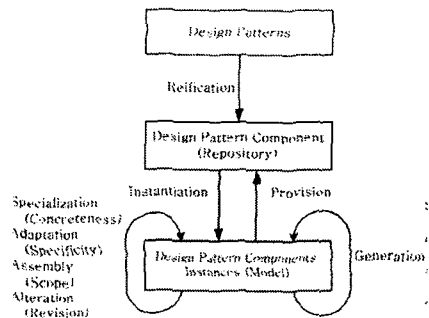 Design Patterns
Reification
Design Pattern Component
(Repository)
Instantiation
Provision
Specialization
(Concreteness)
Adaptation
(Specificity)
Assembly
(Scope)
Alteration
(Revision)
Design Pattern Components
Instances (Model)
Generation